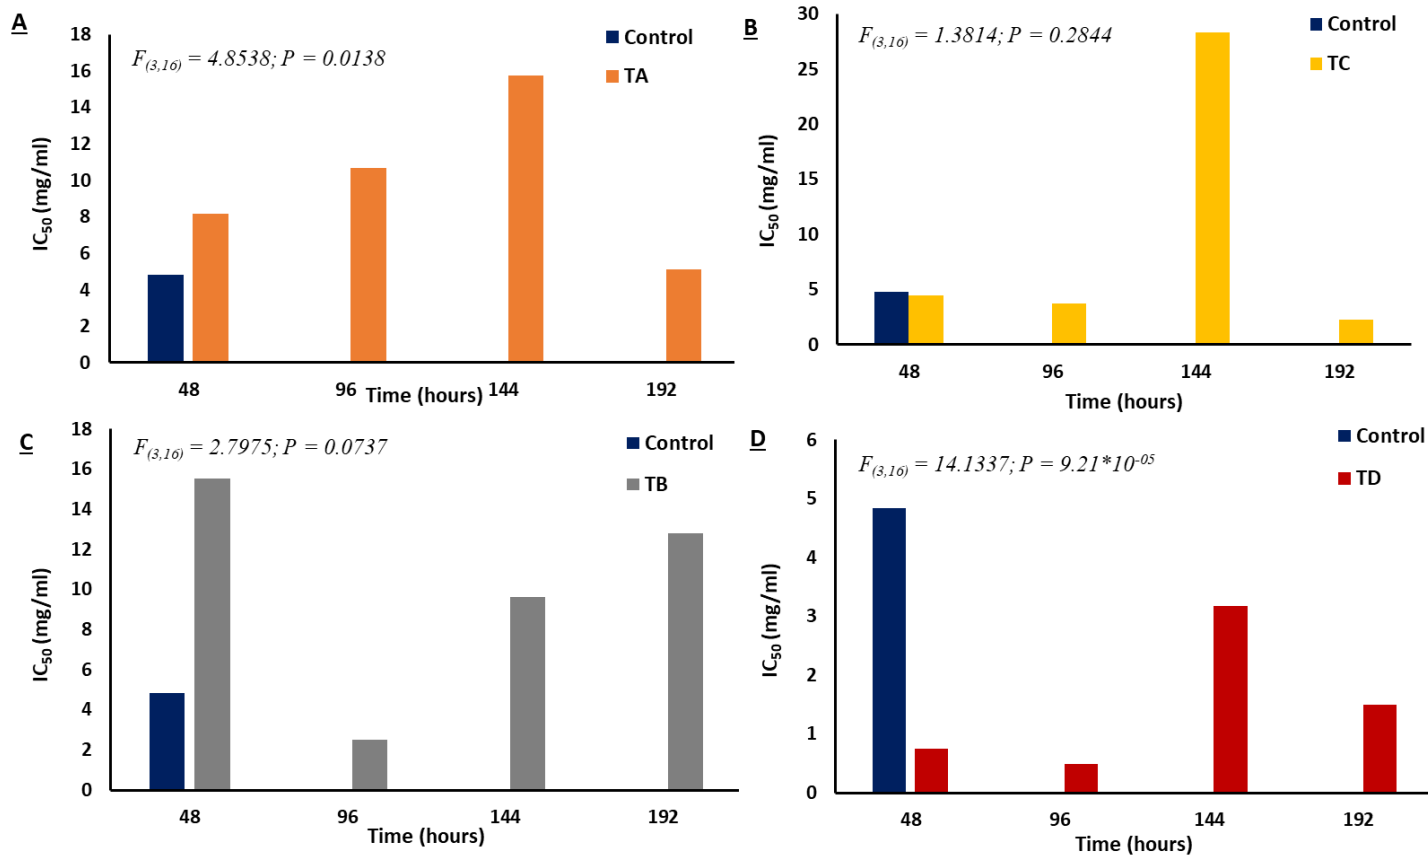 A
F(3,16) = 4.8538; P = 0.0138
Control
TA
18
16
14
12
10
8
6
4
2
0
IC50 (mg/ml)
48
96
144
192
Time (hours)
B
F(3,16) = 1.3814; P = 0.2844
Control
TC
30
25
20
15
10
5
0
IC50 (mg/ml)
48
96
144
192
Time (hours)
C
F(3,16) = 2.7975; P = 0.0737
Control
TB
18
16
14
12
10
8
6
4
2
0
IC50 (mg/ml)
48
96
144
192
Time (hours)
D
F(3,16) = 14.1337; P = 9.21*10-05
Control
TD
6
5
4
3
2
1
0
IC50 (mg/ml)
48
96
144
192
Time (hours)